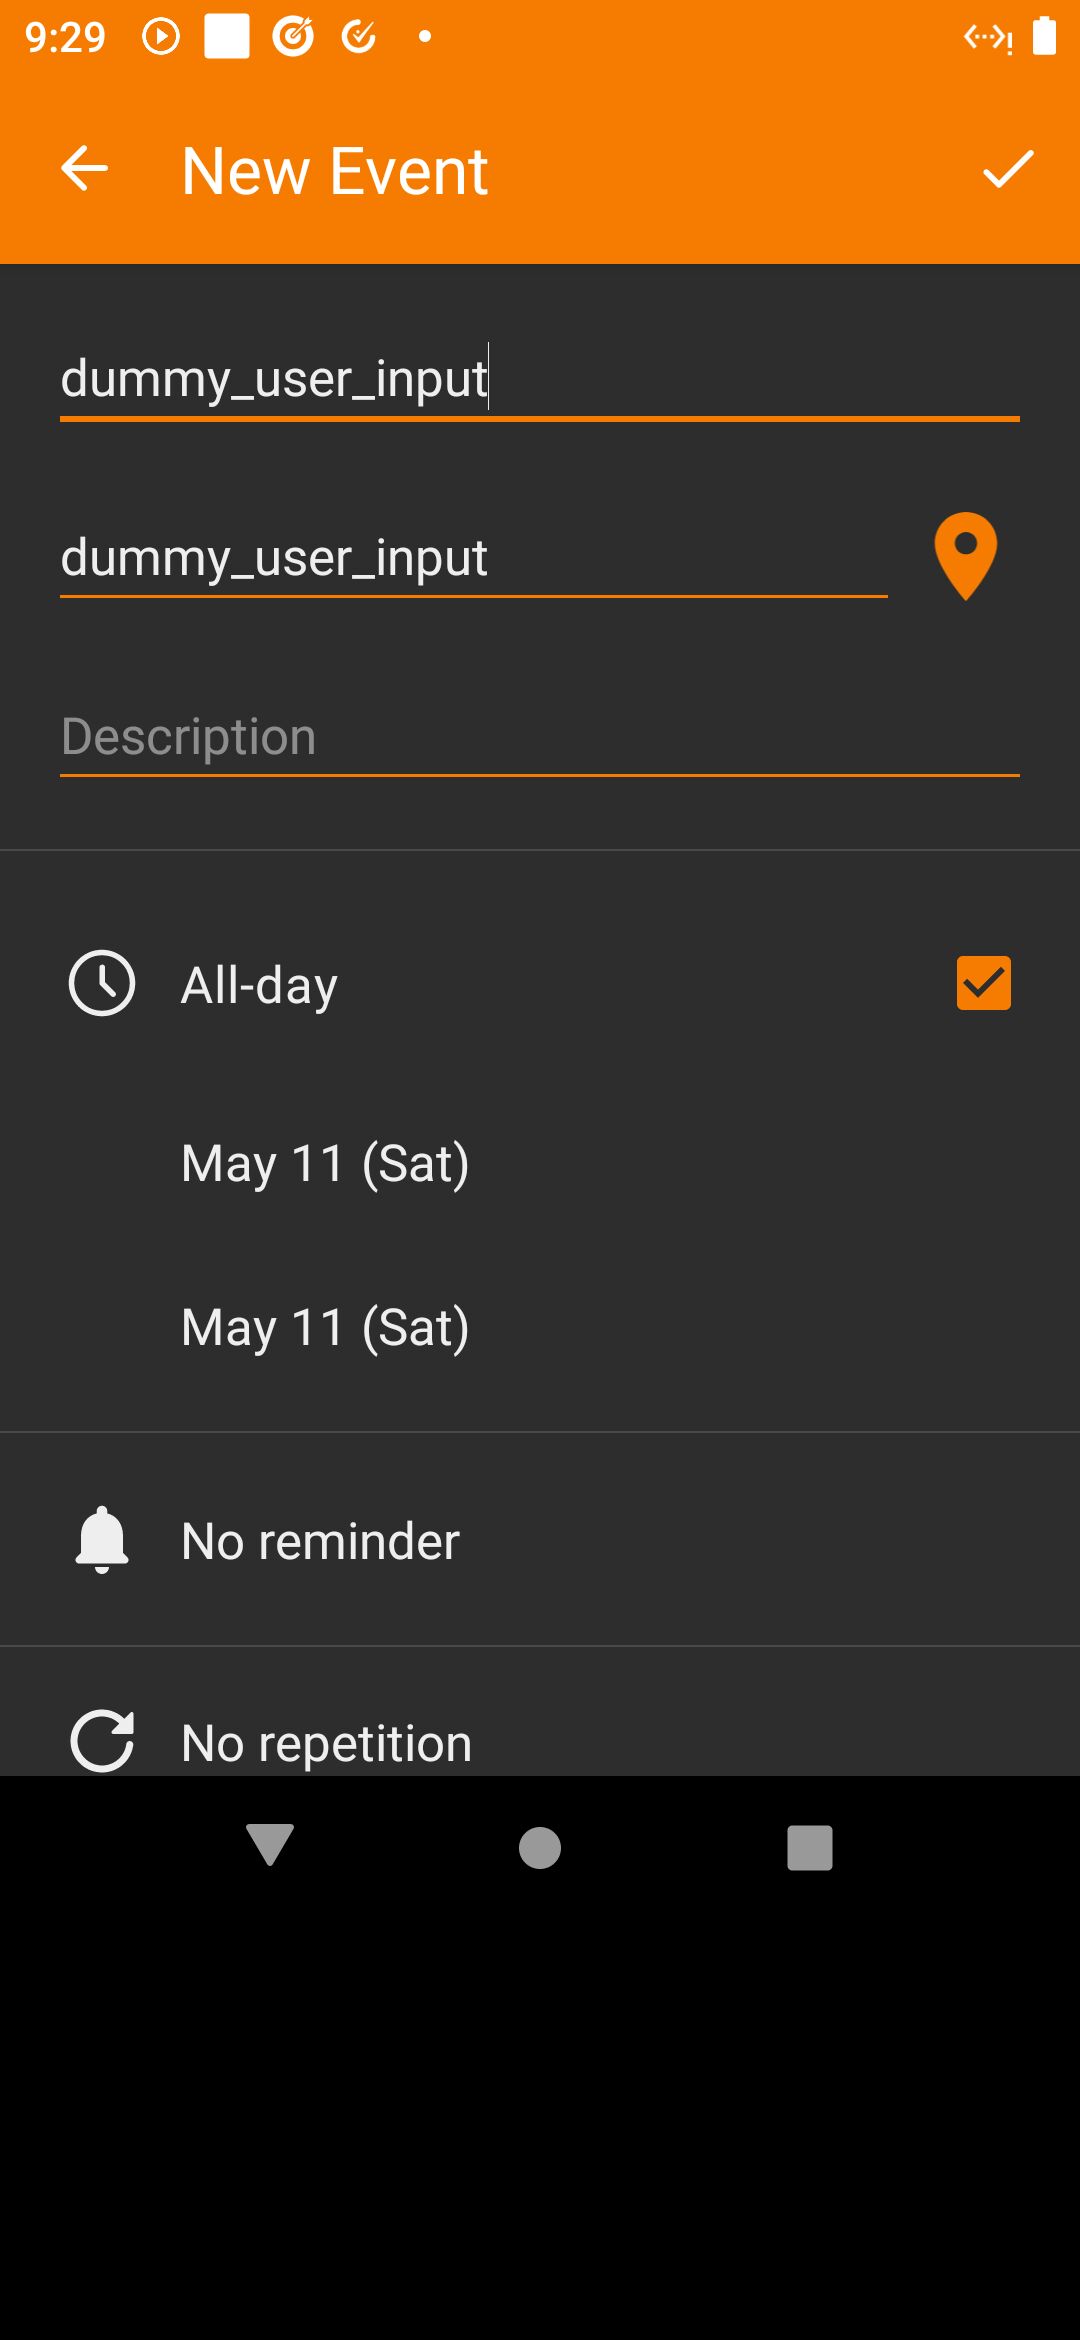 9:29
New Event
dummy_user_input
dummy_user_input
Description
All-day
May 11 (Sat)
May 11 (Sat)
No reminder
No repetition